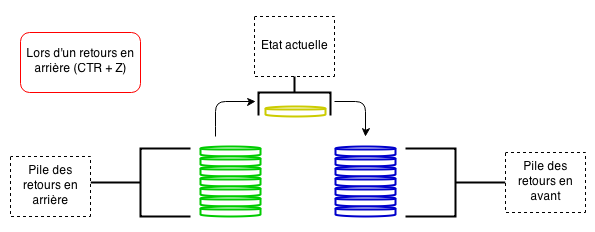 Lors d'un retours en
arrière (CTR + Z)
Etat actuelle
Pile des
retours en
arrière
Pile des
retours en
avant